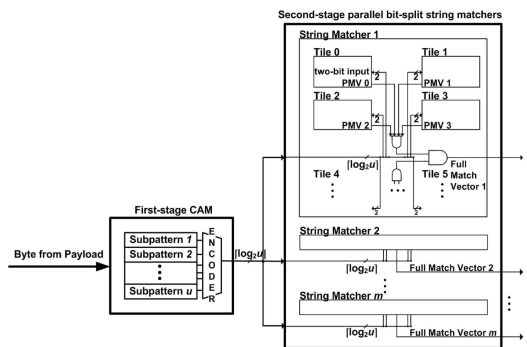 Second-stage parallel bit-split string matchers
String Matcher 1
Tile 0
Tile 1
two-bit input
2
2
PMV 0
PMV 1
Tile 2
Tile 3
2
2
PMV 2
PMV 3
⌈log2u⌉
Full
Match
Vector 1
Tile 4
Tile 5
2
2
First-stage CAM
Byte from Payload
Subpattern 1
Subpattern 2
Subpattern u
ENCODER
⌈log2u⌉
String Matcher 2
⌈log2u⌉
Full Match Vector 2
String Matcher m
⌈log2u⌉
Full Match Vector m